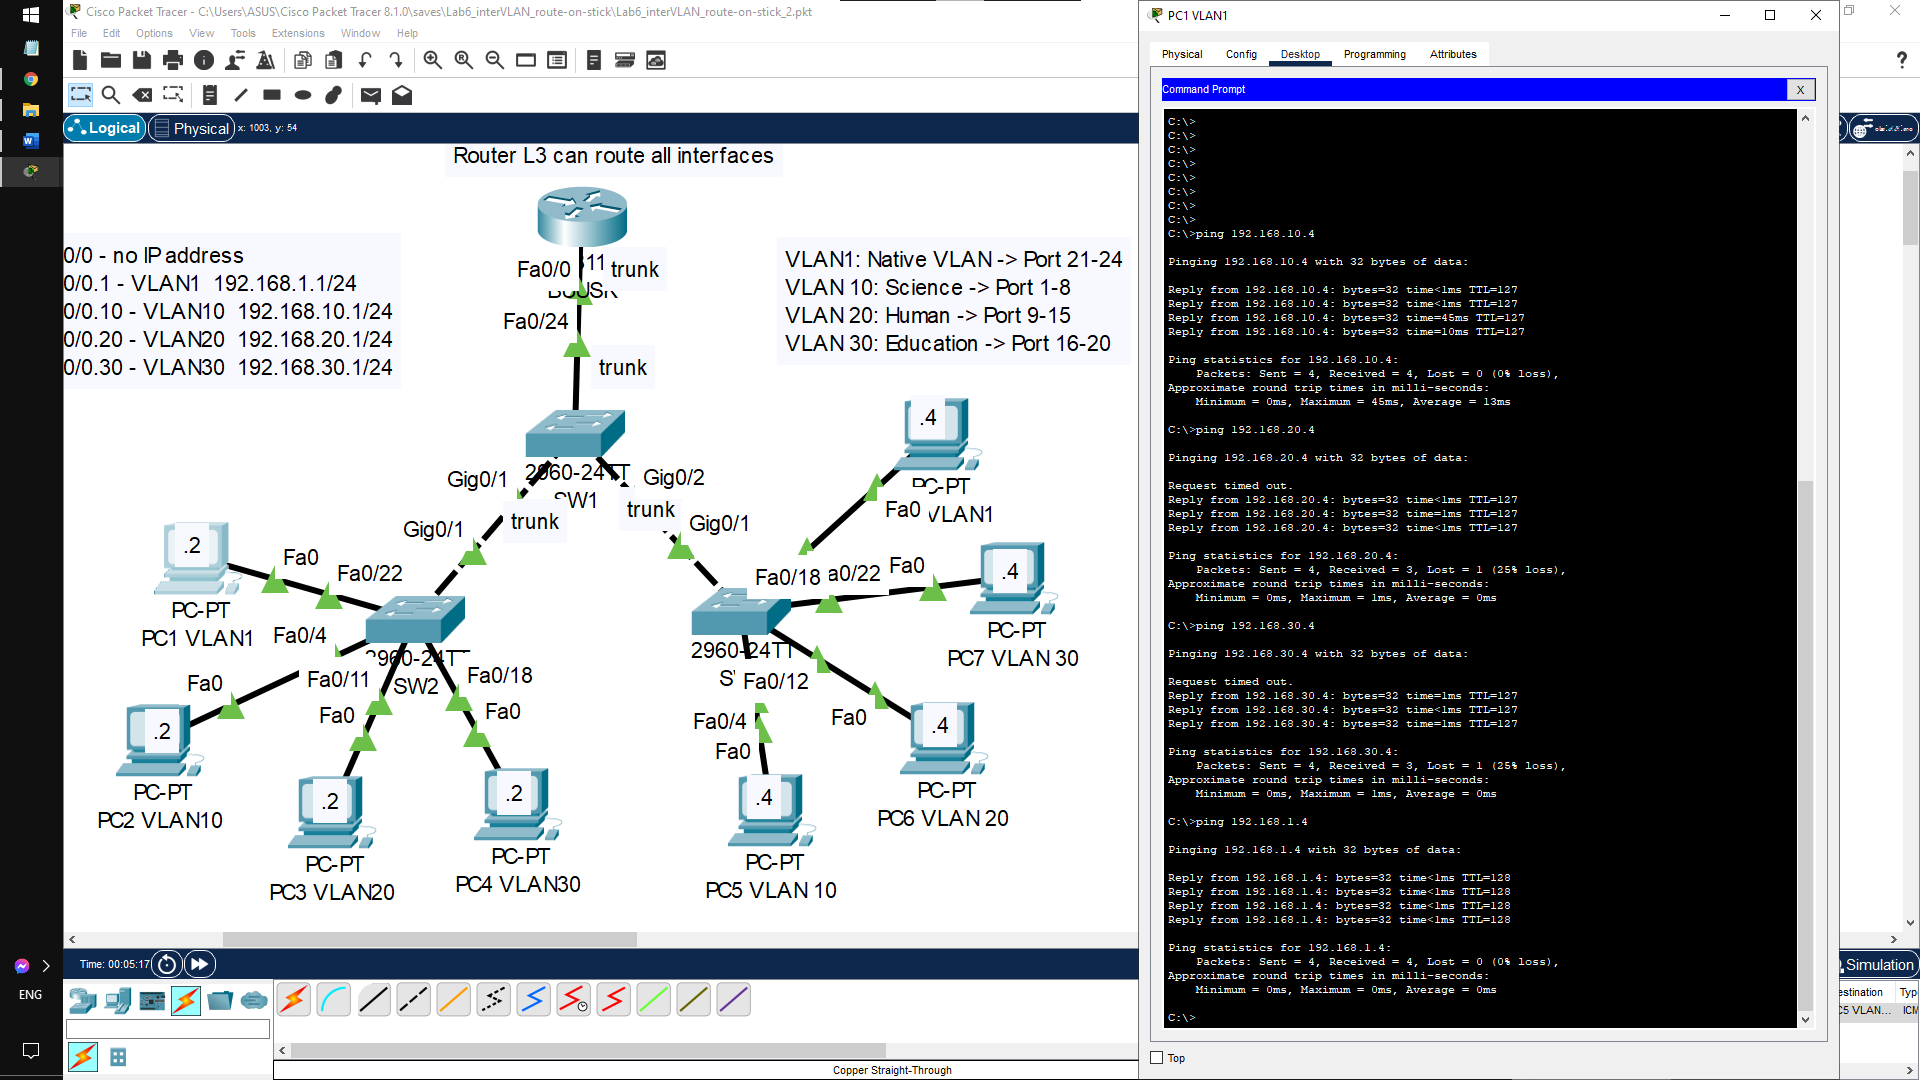 Cisco Packet Tracer - C:\Users\ASUS\Cisco Packet Tracer 8.1.0\saves\Lab6_interVLAN_route-on-stick\Lab6_interVLAN_route-on-stick_2.pkt
File Edit Options View Tools Extensions Window Help
Logical
Physical
x: 1003, y: 54
Router L3 can route all interfaces
0/0 - no IP address
0/0.1 - VLAN1 192.168.1.1/24
0/0.10 - VLAN10 192.168.10.1/24
0/0.20 - VLAN20 192.168.20.1/24
0/0.30 - VLAN30 192.168.30.1/24
Fa0/0
trunk
Fa0/24
trunk
VLAN1: Native VLAN -> Port 21-24
VLAN 10: Science -> Port 1-8
VLAN 20: Human -> Port 9-15
VLAN 30: Education -> Port 16-20
2960-24TT
SW1
Gig0/1
Gig0/2
trunk
trunk
Gig0/1
Gig0/1
.4
PC-PT
VLAN1
Fa0
.2
PC-PT
PC1 VLAN1
Fa0
Fa0/22
Fa0/4
2960-24TT
SW2
Fa0/11
Fa0/18
Fa0
.2
PC-PT
PC2 VLAN10
Fa0
.2
PC-PT
PC3 VLAN20
Fa0
.2
PC-PT
PC4 VLAN30
Fa0/18
a0/22
Fa0
.4
PC-PT
PC7 VLAN 30
2960-24TT
Fa0/12
Fa0/4
Fa0
.4
PC-PT
PC5 VLAN 10
Fa0
.4
PC-PT
PC6 VLAN 20
Time: 00:05:17
Copper Straight-Through
ENG
PC1 VLAN1
Physical Config Desktop Programming Attributes
Command Prompt
X
C:\>
C:\>
C:\>
C:\>
C:\>
C:\>
C:\>
C:\>
C:\>ping 192.168.10.4
Pinging 192.168.10.4 with 32 bytes of data:
Reply from 192.168.10.4: bytes=32 time<1ms TTL=127
Reply from 192.168.10.4: bytes=32 time<1ms TTL=127
Reply from 192.168.10.4: bytes=32 time=45ms TTL=127
Reply from 192.168.10.4: bytes=32 time=10ms TTL=127
Ping statistics for 192.168.10.4:
Packets: Sent = 4, Received = 4, Lost = 0 (0% loss),
Approximate round trip times in milli-seconds:
Minimum = 0ms, Maximum = 45ms, Average = 13ms
C:\>ping 192.168.20.4
Pinging 192.168.20.4 with 32 bytes of data:
Request timed out.
Reply from 192.168.20.4: bytes=32 time<1ms TTL=127
Reply from 192.168.20.4: bytes=32 time=1ms TTL=127
Reply from 192.168.20.4: bytes=32 time<1ms TTL=127
Ping statistics for 192.168.20.4:
Packets: Sent = 4, Received = 3, Lost = 1 (25% loss),
Approximate round trip times in milli-seconds:
Minimum = 0ms, Maximum = 1ms, Average = 0ms
C:\>ping 192.168.30.4
Pinging 192.168.30.4 with 32 bytes of data:
Request timed out.
Reply from 192.168.30.4: bytes=32 time=1ms TTL=127
Reply from 192.168.30.4: bytes=32 time<1ms TTL=127
Reply from 192.168.30.4: bytes=32 time=1ms TTL=127
Ping statistics for 192.168.30.4:
Packets: Sent = 4, Received = 3, Lost = 1 (25% loss),
Approximate round trip times in milli-seconds:
Minimum = 0ms, Maximum = 1ms, Average = 0ms
C:\>ping 192.168.1.4
Pinging 192.168.1.4 with 32 bytes of data:
Reply from 192.168.1.4: bytes=32 time<1ms TTL=128
Reply from 192.168.1.4: bytes=32 time<1ms TTL=128
Reply from 192.168.1.4: bytes=32 time<1ms TTL=128
Reply from 192.168.1.4: bytes=32 time<1ms TTL=128
Ping statistics for 192.168.1.4:
Packets: Sent = 4, Received = 4, Lost = 0 (0% loss),
Approximate round trip times in milli-seconds:
Minimum = 0ms, Maximum = 0ms, Average = 0ms
C:\>
Top
Simulation
estination Typ
C5 VLAN... ICM